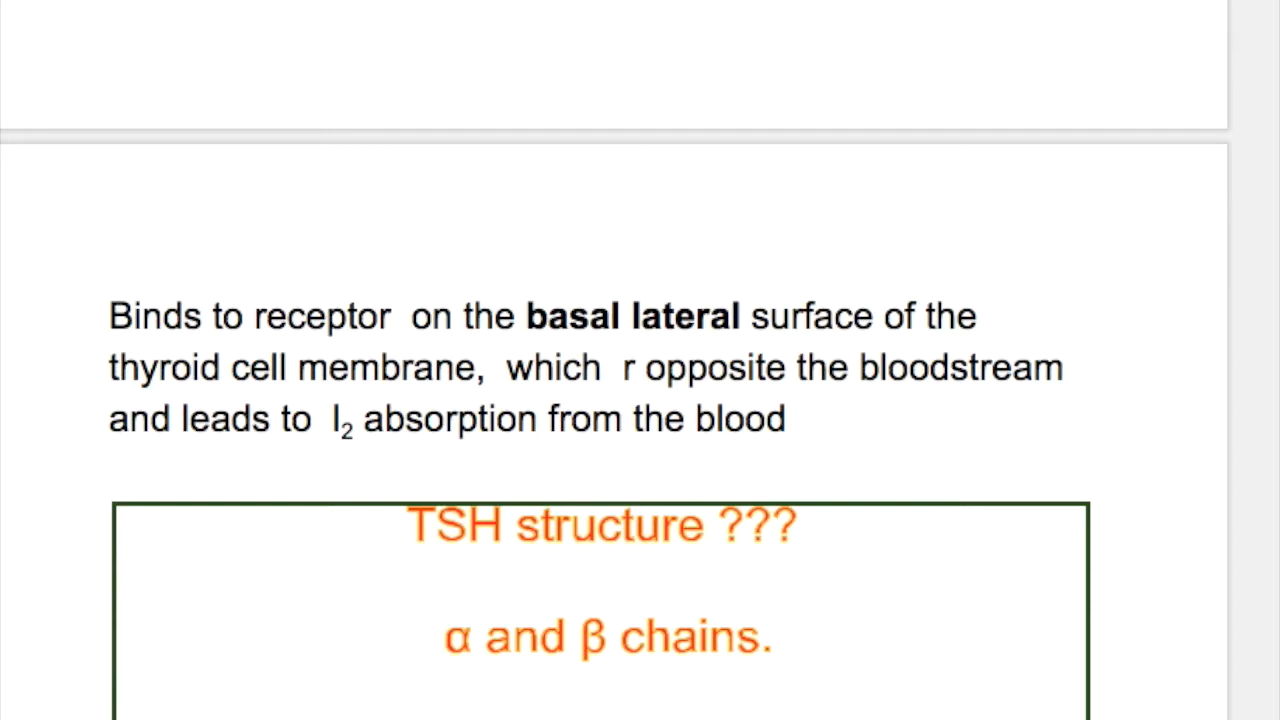 Binds to receptor  on the basal lateral surface of the
thyroid cell membrane,  which  r opposite the bloodstream
and leads to  I₂ absorption from the blood
TSH structure ???
α and β chains.